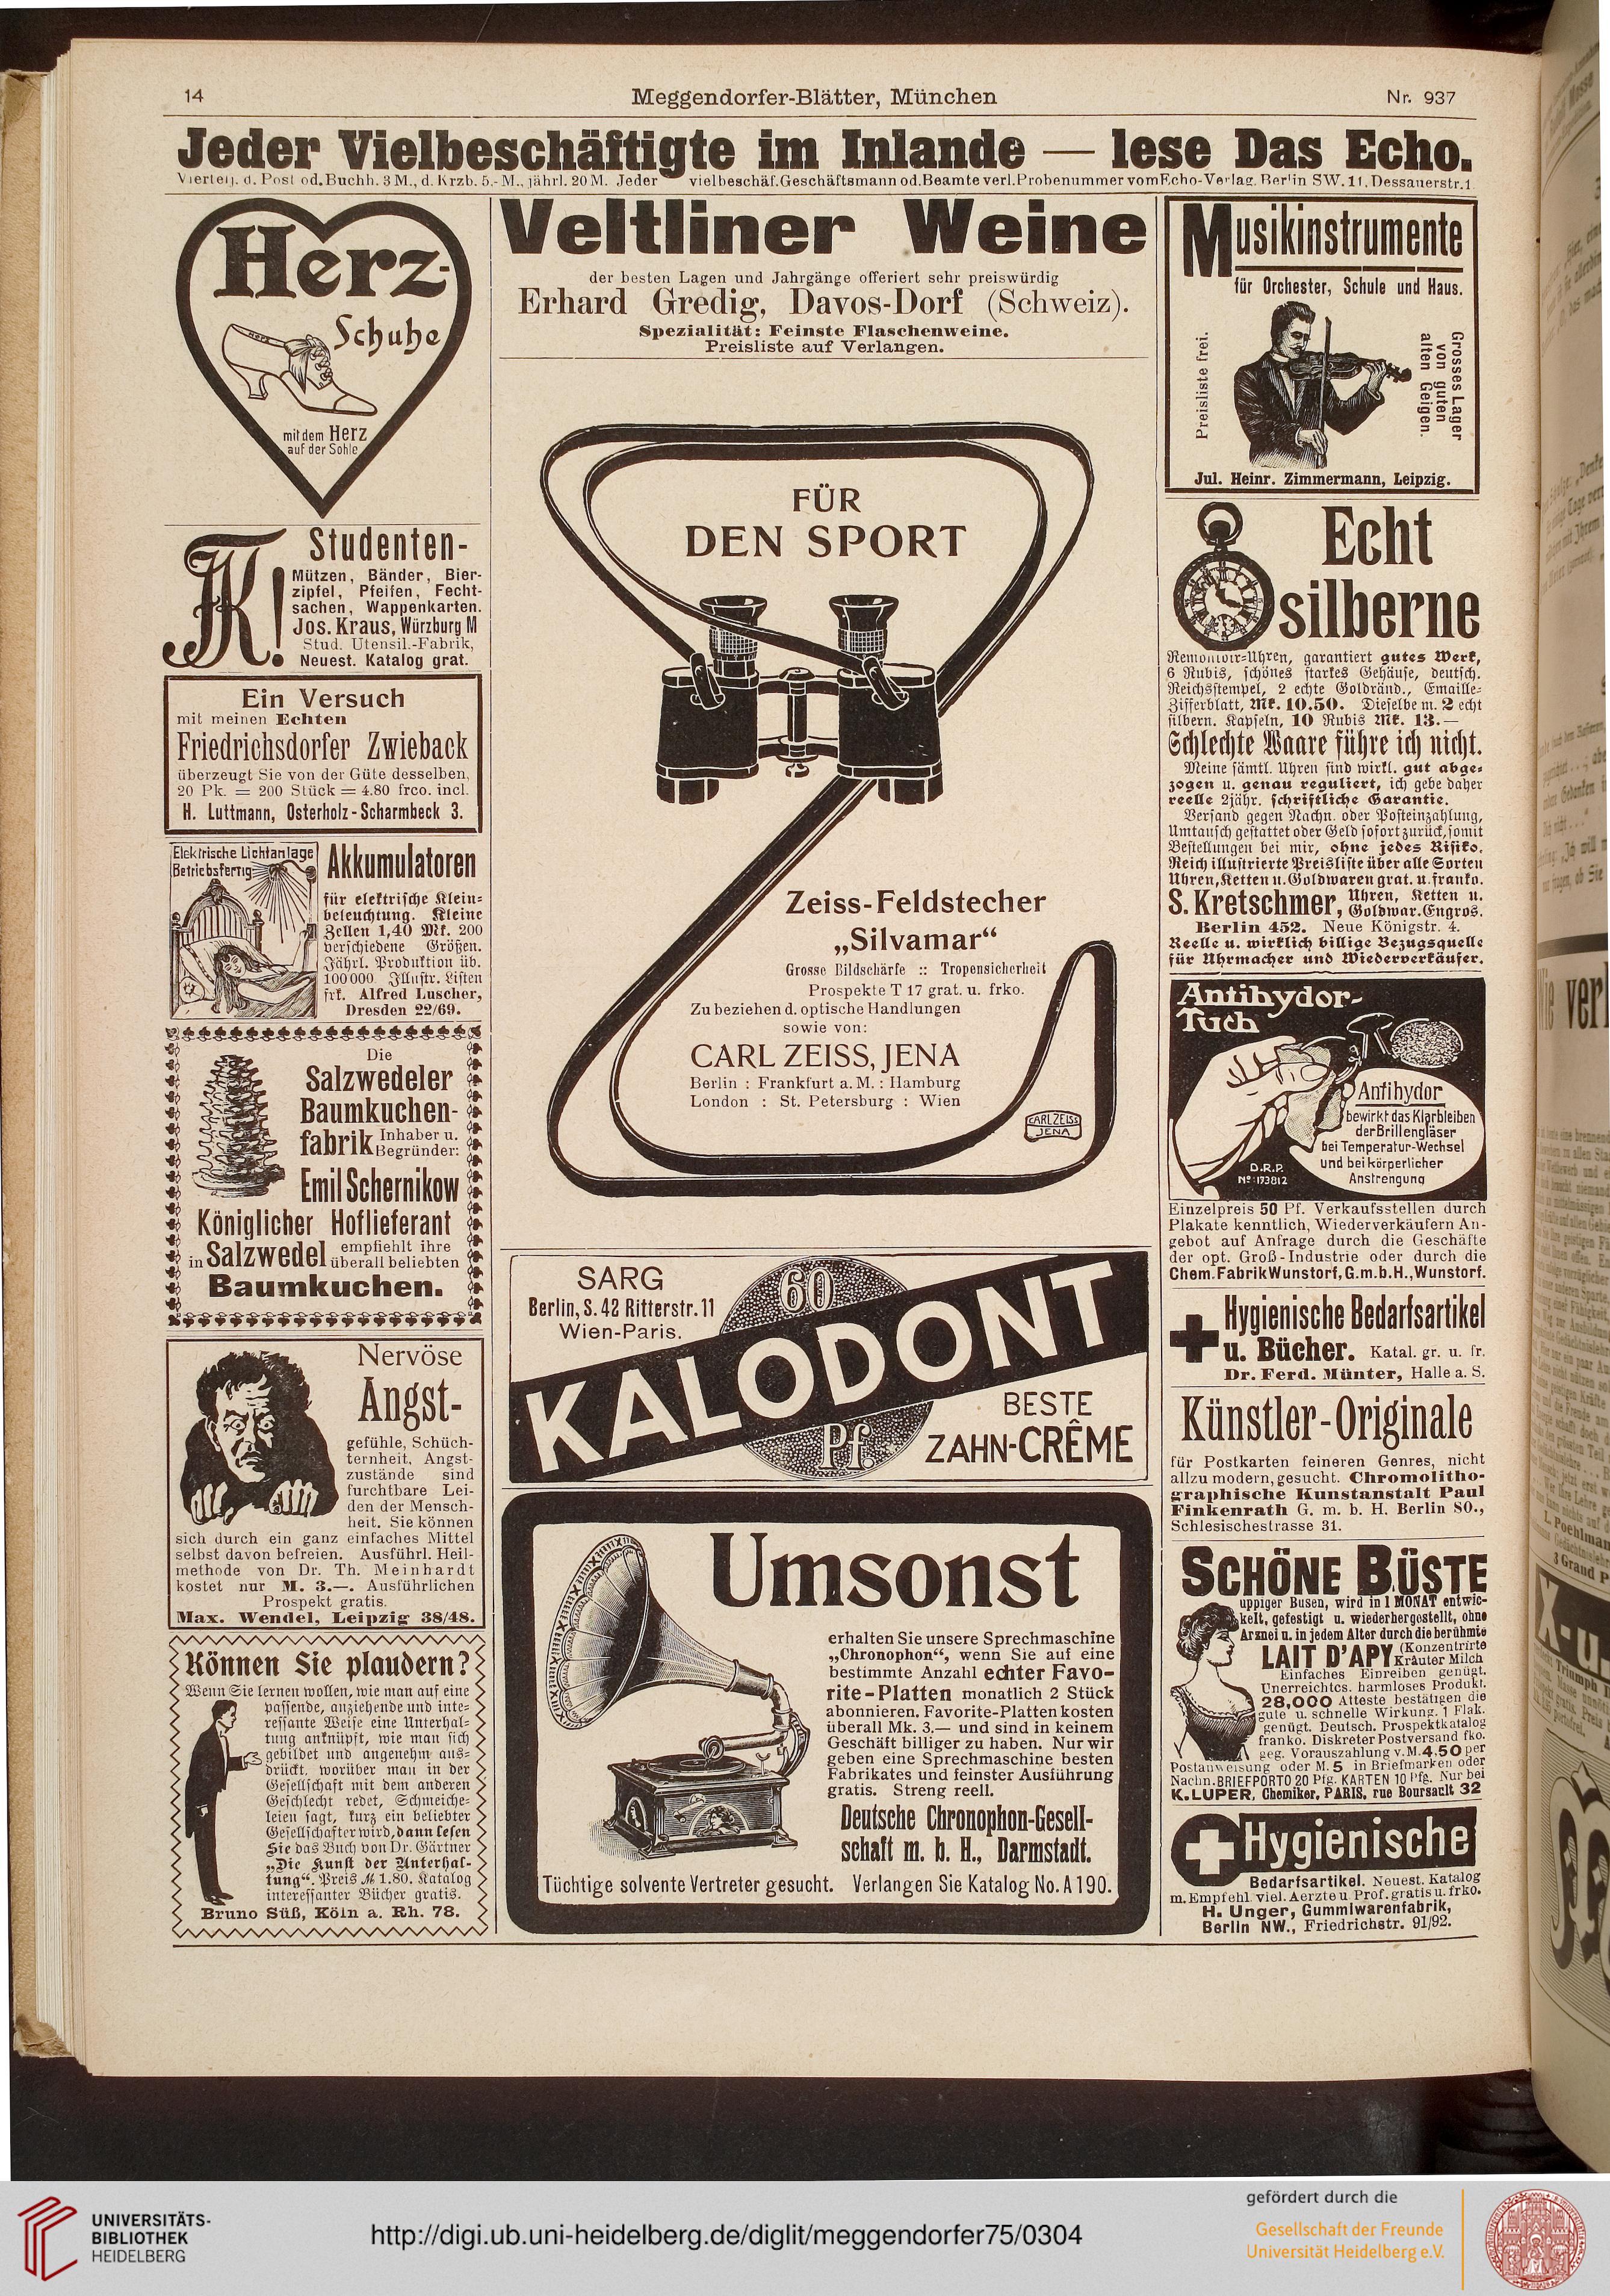 14
Meggendorfer-Blätter, München
Nr. 937
Jeder Vielbeschäftigte im Inlande — lese Das Echo.
Viertelj. d. Post od. Buchh. 3 M., d. Krzb. 5.- M., jährl. 20 M. Jeder vielbeschäf. Geschäftsmann od. Beamte verl. Probenummer vom Echo-Verlag, Berlin SW. 11, Dessauerstr. 1
Herz-
Schuhe
HERZ
mit dem Herz
auf der Sohle
Studenten-
Mützen, Bänder, Bier-
zipfel, Pfeifen, Fecht-
sachen, Wappenkarten.
Jos. Kraus, Würzburg M
Stud. Utensil.-Fabrik,
Neuest. Katalog grat.
Ein Versuch
mit meinen Echten
Friedrichsdorfer Zwieback
überzeugt Sie von der Güte desselben,
20 Pk. = 200 Stück = 4.80 frco. incl.
H. Luttmann, Osterholz-Scharmbeck 3.
Elektrische Lichtanlage
Betriebsfertig
Akkumulatoren
für elektrische Klein-
beleuchtung. Kleine
Zellen 1,40 Mk. 200
verschiedene Größen.
Jährl. Produktion üb.
100000. Illustr. Listen
frk. Alfred Luscher,
Dresden 22/69.
Die
Salzwedeler
Baumkuchen-
fabrik Inhaber u.
Begründer:
Emil Schernikow
Königlicher Hoflieferant
in Salzwedel empfiehlt ihre
überall beliebten
Baumkuchen.
Nervöse
Angst-
gefühle, Schüch-
ternheit, Angst-
zustände sind
furchtbare Lei-
den der Mensch-
heit. Sie können
sich durch ein ganz einfaches Mittel
selbst davon befreien. Ausführl. Heil-
methode von Dr. Th. Meinhardt
kostet nur M. 3.—. Ausführlichen
Prospekt gratis.
Max. Wendel, Leipzig 38/48.
Können Sie plaudern?
Wenn Sie lernen wollen, wie man auf eine
passende, anziehende und inte-
ressante Weise eine Unterhal-
tung anknüpft, wie man sich
gebildet und angenehm aus-
drückt, worüber man in der
Gesellschaft mit dem anderen
Geschlecht redet, Schmeiche-
leien sagt, kurz ein beliebter
Gesellschafter wird, dann lesen
Sie das Buch von Dr. Gärtner
„Die Kunst der Unterhal-
tung“. Preis M 1.80. Katalog
interessanter Bücher gratis.
Bruno Süß, Köln a. Rh. 78.
Veltliner Weine
der besten Lagen und Jahrgänge offeriert sehr preiswürdig
Erhard Gredig, Davos-Dorf (Schweiz).
Spezialität: Feinste Flaschenweine.
Preisliste auf Verlangen.
FÜR
DEN SPORT
Zeiss-Feldstecher
„Silvamar“
Grosse Bildschärfe :: Tropensicherheit
Prospekte T 17 grat. u. frko.
Zu beziehen d. optische Handlungen
sowie von:
CARL ZEISS, JENA
Berlin : Frankfurt a. M. : Hamburg
London : St. Petersburg : Wien
CARL ZEISS
JENA
SARG
Berlin, S. 42 Ritterstr. 11
Wien-Paris.
60
KALODONT
Pf.
BESTE
ZAHN-CRÊME
Umsonst
erhalten Sie unsere Sprechmaschine
„Chronophon“, wenn Sie auf eine
bestimmte Anzahl echter Favo-
rite-Platten monatlich 2 Stück
abonnieren. Favorite-Platten kosten
überall Mk. 3.— und sind in keinem
Geschäft billiger zu haben. Nur wir
geben eine Sprechmaschine besten
Fabrikates und feinster Ausführung
gratis. Streng reell.
Deutsche Chronophon-Gesell-
schaft m. b. H., Darmstadt.
Tüchtige solvente Vertreter gesucht. Verlangen Sie Katalog No. A 190.
Musikinstrumente
für Orchester, Schule und Haus.
Preisliste frei.
Grosses Lager
von guten
alten Geigen.
Jul. Heinr. Zimmermann, Leipzig.
Echt
silberne
Remontoir-Uhren, garantiert gutes Werk,
6 Rubis, schönes starkes Gehäuse, deutsch.
Reichsstempel, 2 echte Goldränd., Emaille-
Zifferblatt, Mk. 10.50. Dieselbe m. 2 echt
silbern. Kapseln, 10 Rubis Mk. 13.—
Schlechte Waare führe ich nicht.
Meine sämtl. Uhren sind wirkl. gut abge-
zogen u. genau reguliert, ich gebe daher
reelle 2jähr. schriftliche Garantie.
Versand gegen Nachn. oder Posteinzahlung,
Umtausch gestattet oder Geld sofort zurück, somit
Bestellungen bei mir, ohne jedes Risiko.
Reich illustrierte Preisliste über alle Sorten
Uhren, Ketten u. Goldwaren grat. u. franko.
S. Kretschmer, Uhren, Ketten u.
Goldwar. Engros.
Berlin 452. Neue Königstr. 4.
Reelle u. wirklich billige Bezugsquelle
für Uhrmacher und Wiederverkäufer.
Antihydor-
Tuch
Antihydor
bewirkt das Klarbleiben
der Brillengläser
bei Temperatur-Wechsel
und bei körperlicher
Anstrengung
D.R.P.
No 173812
Einzelpreis 50 Pf. Verkaufsstellen durch
Plakate kenntlich, Wiederverkäufern An-
gebot auf Anfrage durch die Geschäfte
der opt. Groß-Industrie oder durch die
Chem. Fabrik Wunstorf, G.m.b.H., Wunstorf.
Hygienische Bedarfsartikel
u. Bücher. Katal. gr. u. fr.
Dr. Ferd. Münter, Halle a. S.
Künstler-Originale
für Postkarten feineren Genres, nicht
allzu modern, gesucht. Chromolitho-
graphische Kunstanstalt Paul
Finkenrath G. m. b. H. Berlin SO.,
Schlesischestrasse 31.
SCHÖNE BÜSTE
üppiger Busen, wird in 1 MONAT entwic-
kelt, gefestigt u. wiederhergestellt, ohne
Arznei u. in jedem Alter durch die berühmte
LAIT D'APY (Konzentrirte
Kräuter Milch
Einfaches Einreiben genügt.
Unerreichtes, harmloses Produkt.
28,000 Atteste bestätigen die
gute u. schnelle Wirkung. 1 Flak.
genügt. Deutsch. Prospektkatalog
franko. Diskreter Postversand fko.
geg. Vorauszahlung v. M. 4.50 per
Postanweisung oder M. 5 in Briefmarken oder
Nachn. BRIEFPORTO 20 Pfg. KARTEN 10 Pfg. Nur bei
K. LUPER, Chemiker, PARIS, rue Boursault 32
Hygienische
Bedarfsartikel. Neuest. Katalog
m. Empfehl. viel. Aerzte u. Prof. gratis u. frko.
H. Unger, Gummiwarenfabrik,
Berlin NW., Friedrichstr. 91/92.
UNIVERSITÄTS-
BIBLIOTHEK
HEIDELBERG
http://digi.ub.uni-heidelberg.de/diglit/meggendorfer75/0304
gefördert durch die
Gesellschaft der Freunde
Universität Heidelberg e.V.